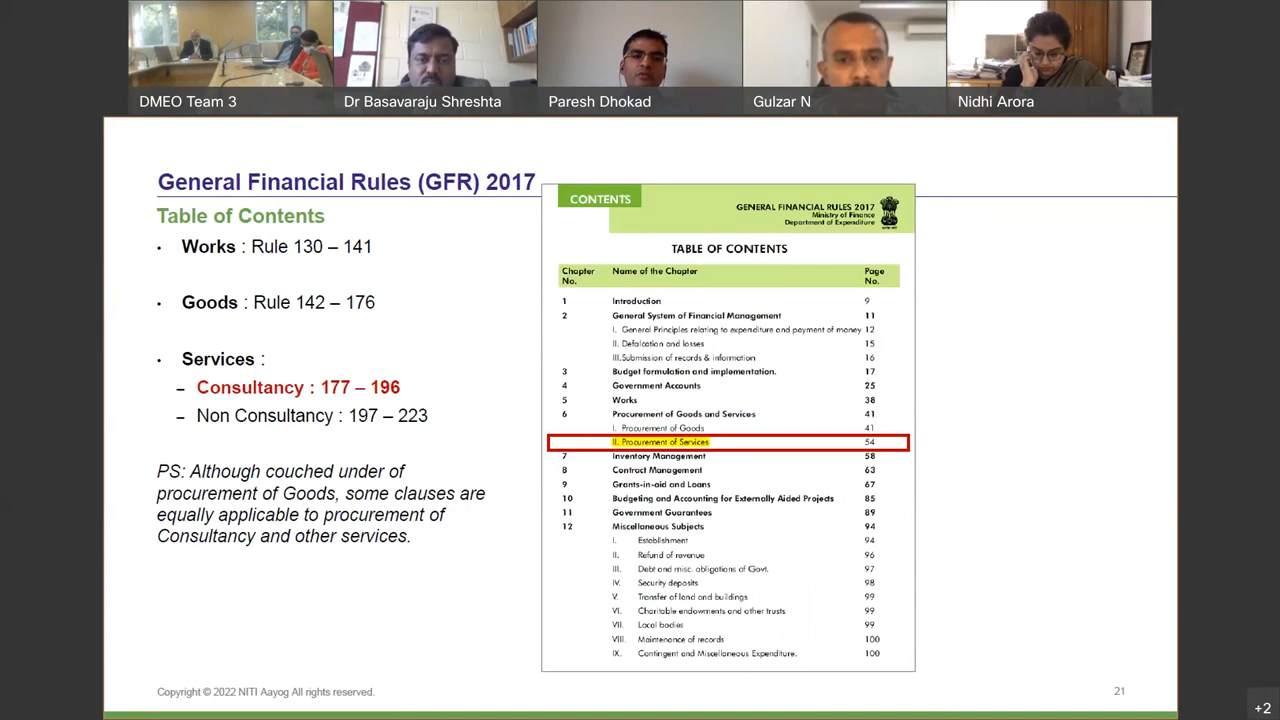 DMEO Team 3
Dr Basavaraju Shreshta
Paresh Dhokad
Gulzar N
Nidhi Arora
General Financial Rules (GFR) 2017
Table of Contents
• Works : Rule 130 – 141
• Goods : Rule 142 – 176
• Services :
– Consultancy : 177 – 196
– Non Consultancy : 197 – 223
PS: Although couched under of
procurement of Goods, some clauses are
equally applicable to procurement of
Consultancy and other services.
CONTENTS
GENERAL FINANCIAL RULES 2017
Ministry of Finance
Department of Expenditure
TABLE OF CONTENTS
Chapter No. Name of the Chapter Page No.
1 Introduction 9
2 General System of Financial Management 11
I. General Principles relating to expenditure and payment of money 12
II. Defalcation and losses 15
III.Submission of records & information 16
3 Budget formulation and implementation. 17
4 Government Accounts 25
5 Works 38
6 Procurement of Goods and Services 41
I. Procurement of Goods 41
II. Procurement of Services 54
7 Inventory Management 58
8 Contract Management 63
9 Grants-in-aid and Loans 67
10 Budgeting and Accounting for Externally Aided Projects 85
11 Government Guarantees 89
12 Miscellaneous Subjects 94
I. Establishment 94
II. Refund of revenue 96
III. Debt and misc. obligations of Govt. 97
IV. Security deposits 98
V. Transfer of land and buildings 99
VI. Charitable endowments and other trusts 99
VII. Local bodies 99
VIII. Maintenance of records 100
IX. Contingent and Miscellaneous Expenditure. 100
Copyright © 2022 NITI Aayog All rights reserved.
21
+2